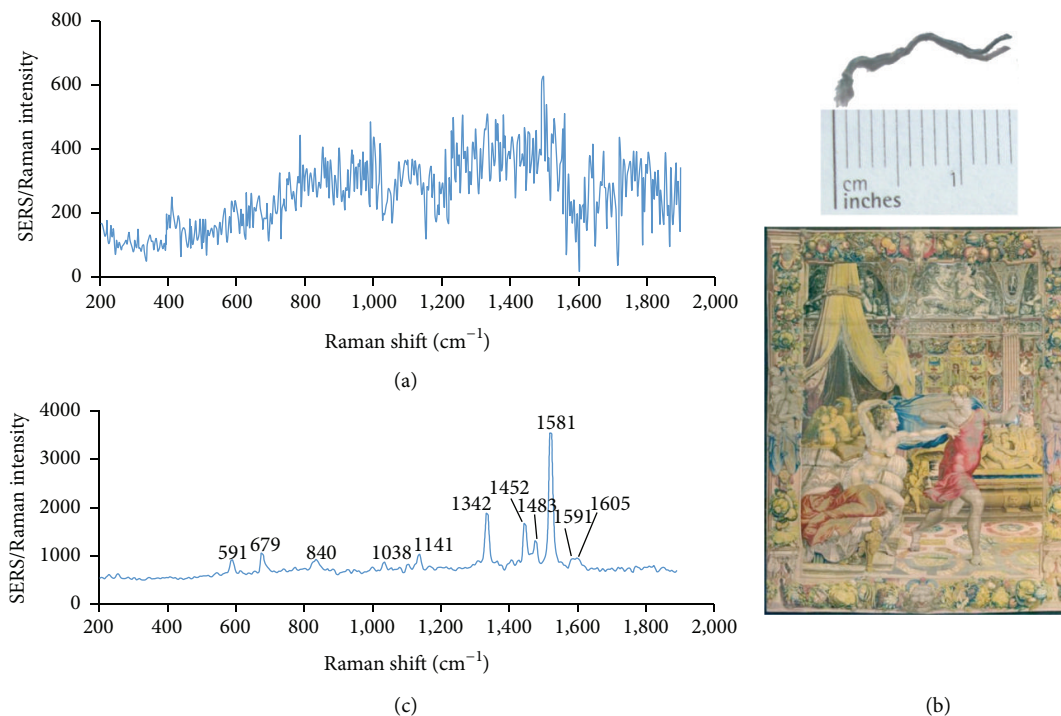 800
600
400
200
0
SERS/Raman intensity
200 400 600 800 1,000 1,200 1,400 1,600 1,800 2,000
Raman shift (cm⁻¹)
(a)
4000
3000
2000
1000
0
SERS/Raman intensity
591
679
840
1038
1141
1342
1452
1483
1581
1591
1605
200 400 600 800 1,000 1,200 1,400 1,600 1,800 2,000
Raman shift (cm⁻¹)
(c)
cm 1
inches
(b)